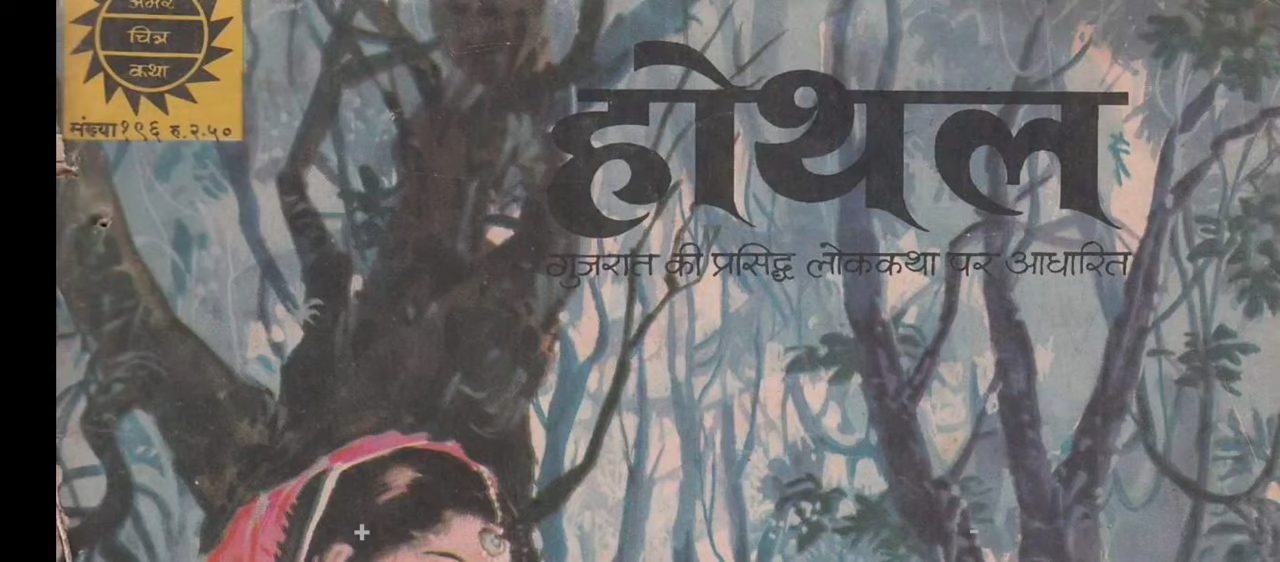 अमर
चित्र
कथा
संख्या १९६ रु. २.५०
होथल
गुजरात की प्रसिद्ध लोककथा पर आधारित